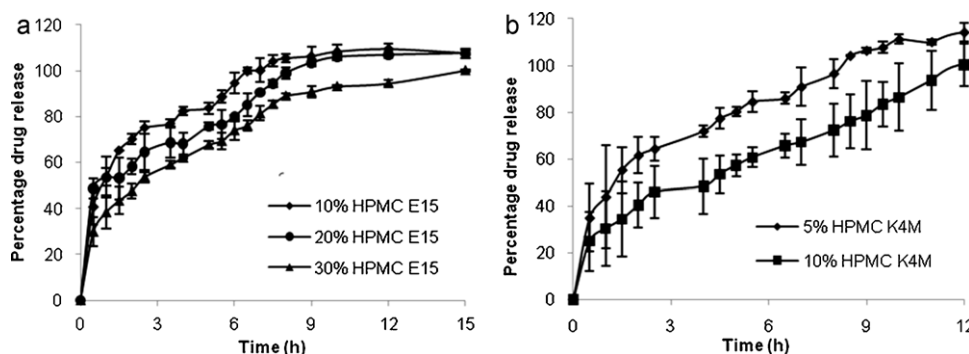 a
Percentage drug release
120
100
80
60
40
20
0
10% HPMC E15
20% HPMC E15
30% HPMC E15
0
3
6
9
12
15
Time (h)
b
Percentage drug release
120
100
80
60
40
20
0
5% HPMC K4M
10% HPMC K4M
0
3
6
9
12
Time (h)